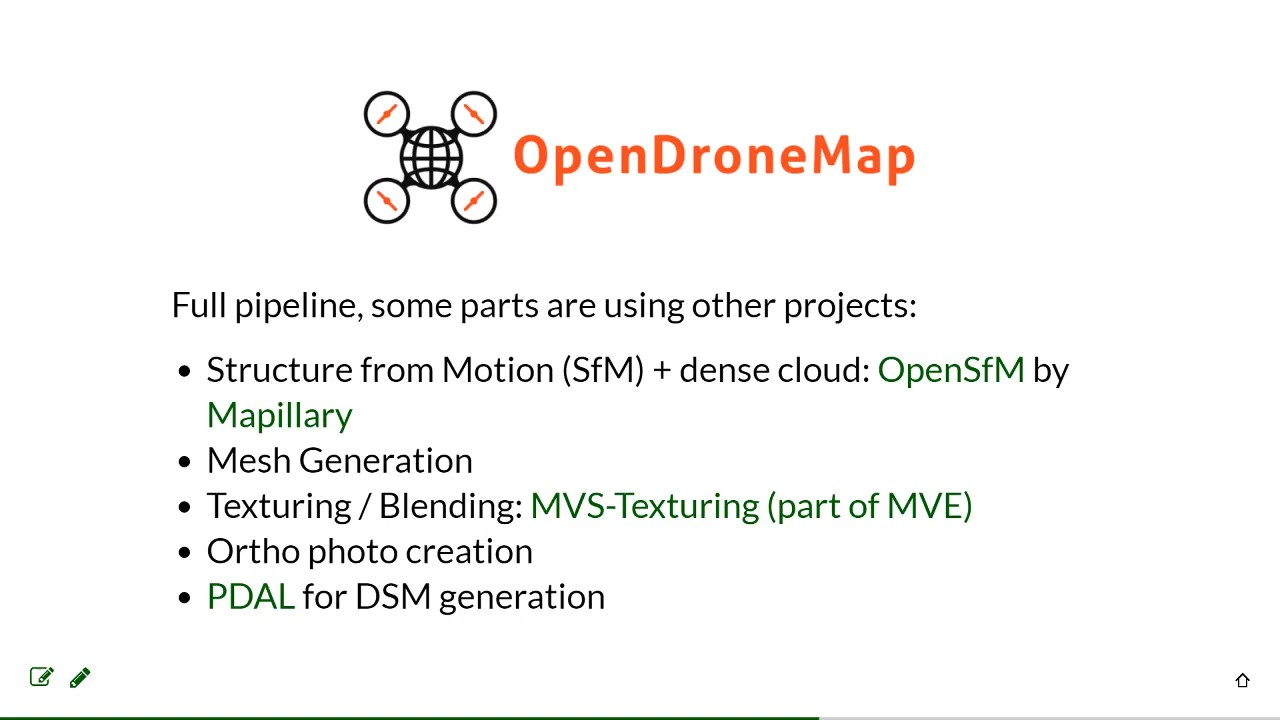 OpenDroneMap
Full pipeline, some parts are using other projects:
• Structure from Motion (SfM) + dense cloud: OpenSfM by
Mapillary
• Mesh Generation
• Texturing / Blending: MVS-Texturing (part of MVE)
• Ortho photo creation
• PDAL for DSM generation